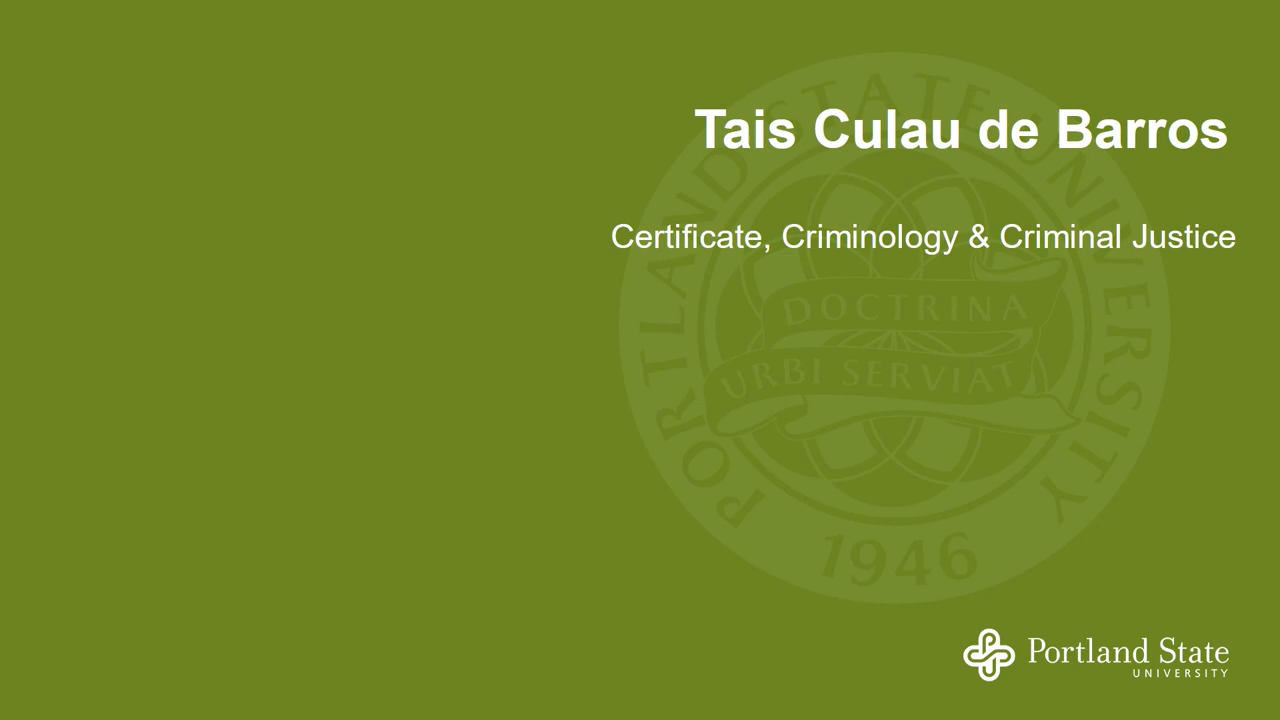 Tais Culau de Barros
Certificate, Criminology & Criminal Justice
PORTLAND STATE UNIVERSITY
DOCTRINA
URBI SERVIAT
1946
Portland State
UNIVERSITY